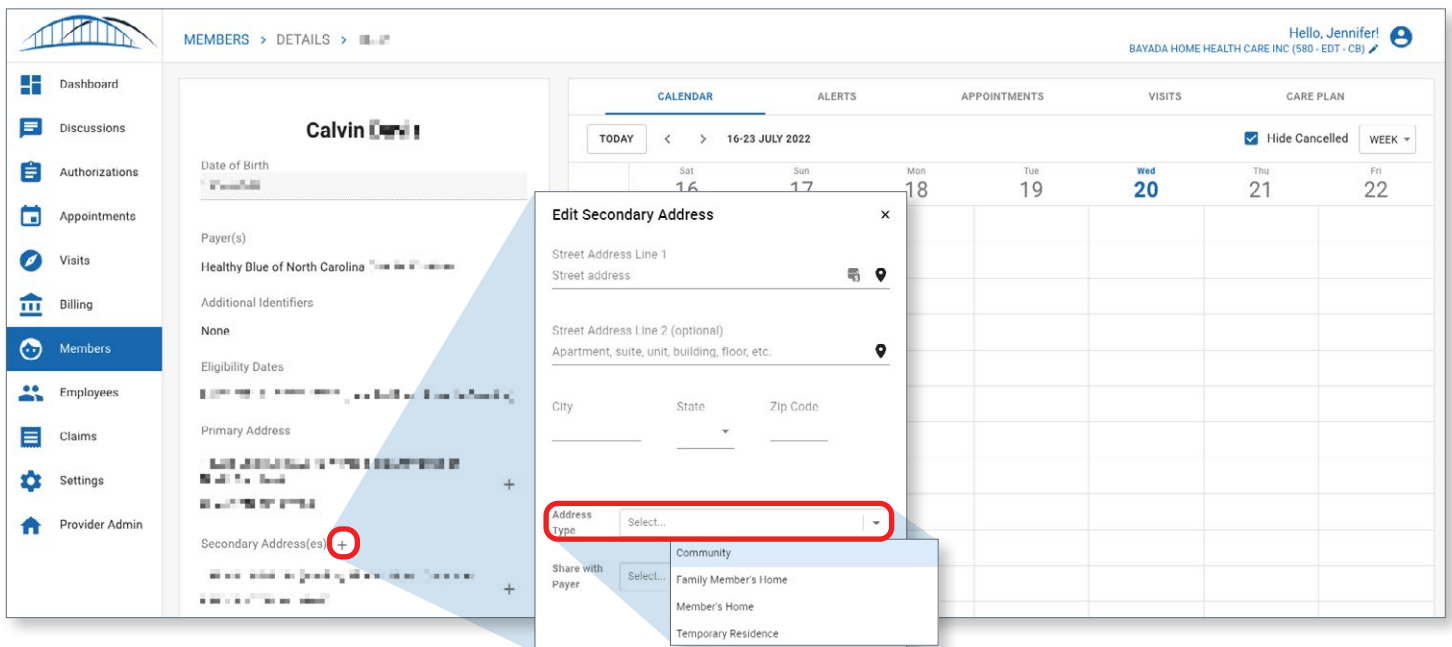 MEMBERS > DETAILS >
Hello, Jennifer!
BAYADA HOME HEALTH CARE INC (580 - EDT - CB)
Dashboard
Discussions
Authorizations
Appointments
Visits
Billing
Members
Employees
Claims
Settings
Provider Admin
Calvin
Date of Birth
Payer(s)
Healthy Blue of North Carolina
Additional Identifiers
None
Eligibility Dates
Primary Address
+
Secondary Address(es) +
+
CALENDAR ALERTS APPOINTMENTS VISITS CARE PLAN
TODAY < > 16-23 JULY 2022 Hide Cancelled WEEK
Sat Sun Mon Tue Wed Thu Fri
16 17 18 19 20 21 22
Edit Secondary Address ×
Street Address Line 1
Street address
Street Address Line 2 (optional)
Apartment, suite, unit, building, floor, etc.
City State Zip Code
Address Type Select...
Share with Payer Select...
Community
Family Member's Home
Member's Home
Temporary Residence